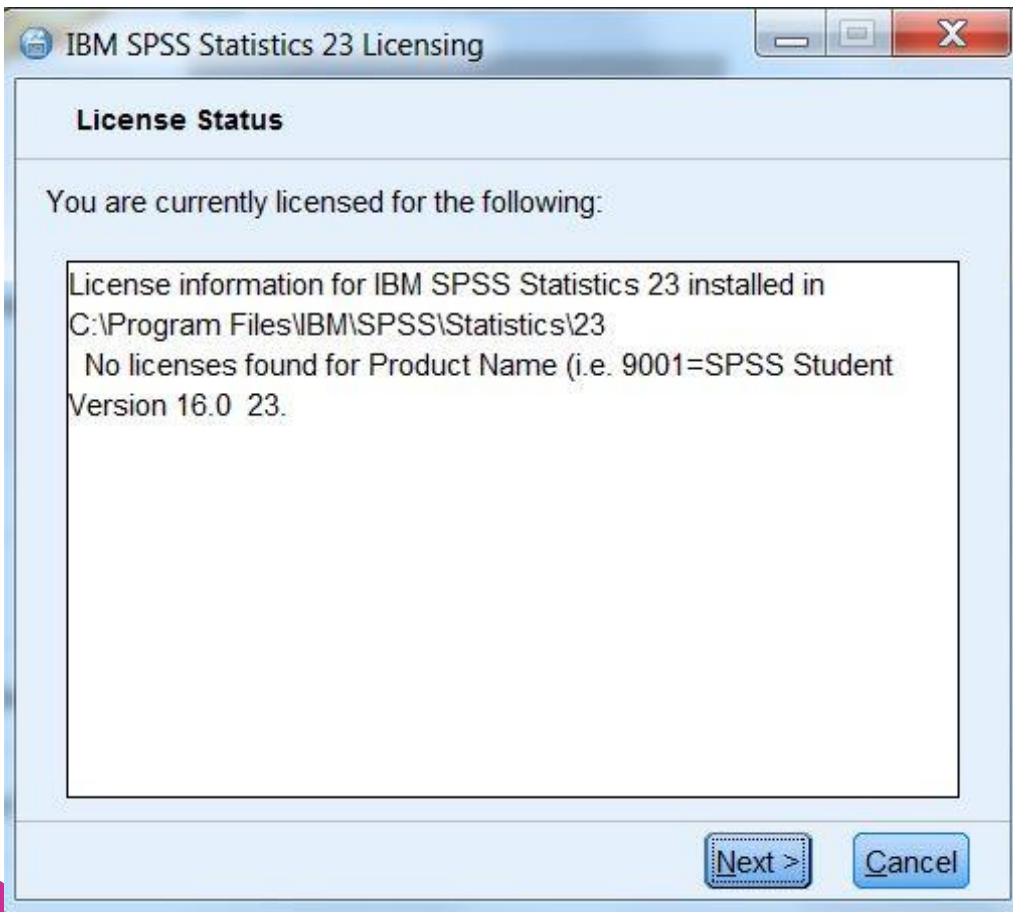 IBM SPSS Statistics 23 Licensing
License Status
You are currently licensed for the following:
License information for IBM SPSS Statistics 23 installed in
C:\Program Files\IBM\SPSS\Statistics\23
No licenses found for Product Name (i.e. 9001=SPSS Student
Version 16.0  23.
Next >
Cancel